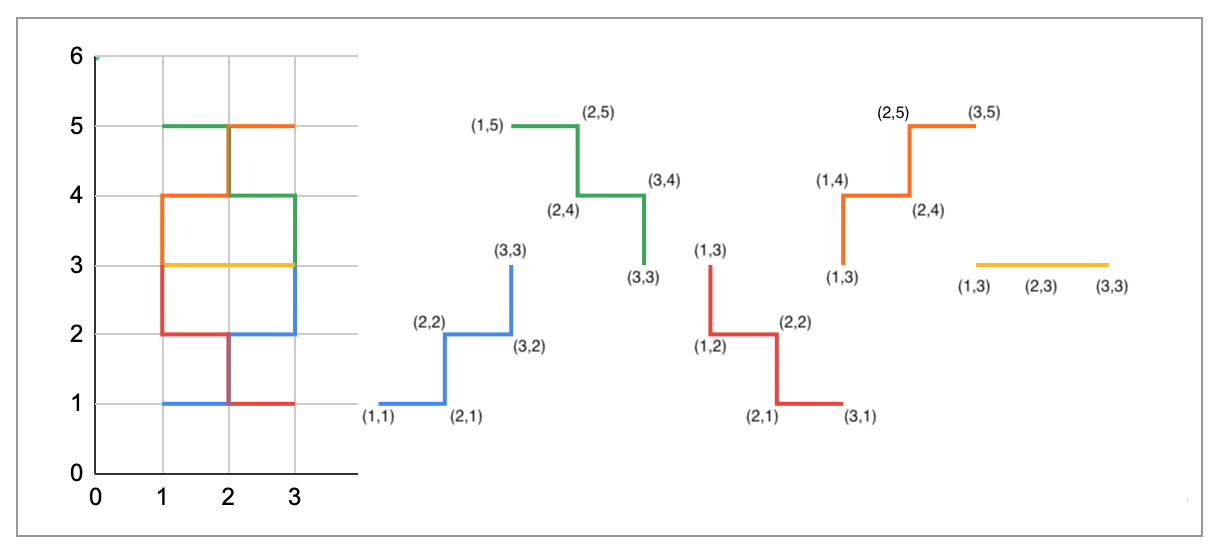 6
(2,5) (2,5) (3,5)
5 (1,5)
4 (3,4) (1,4)
(2,4) (2,4)
(3,3) (1,3)
3 (3,3) (1,3) (1,3) (2,3) (3,3)
2 (2,2) (2,2)
(3,2) (1,2)
1
(1,1) (2,1) (2,1) (3,1)
0
0 1 2 3